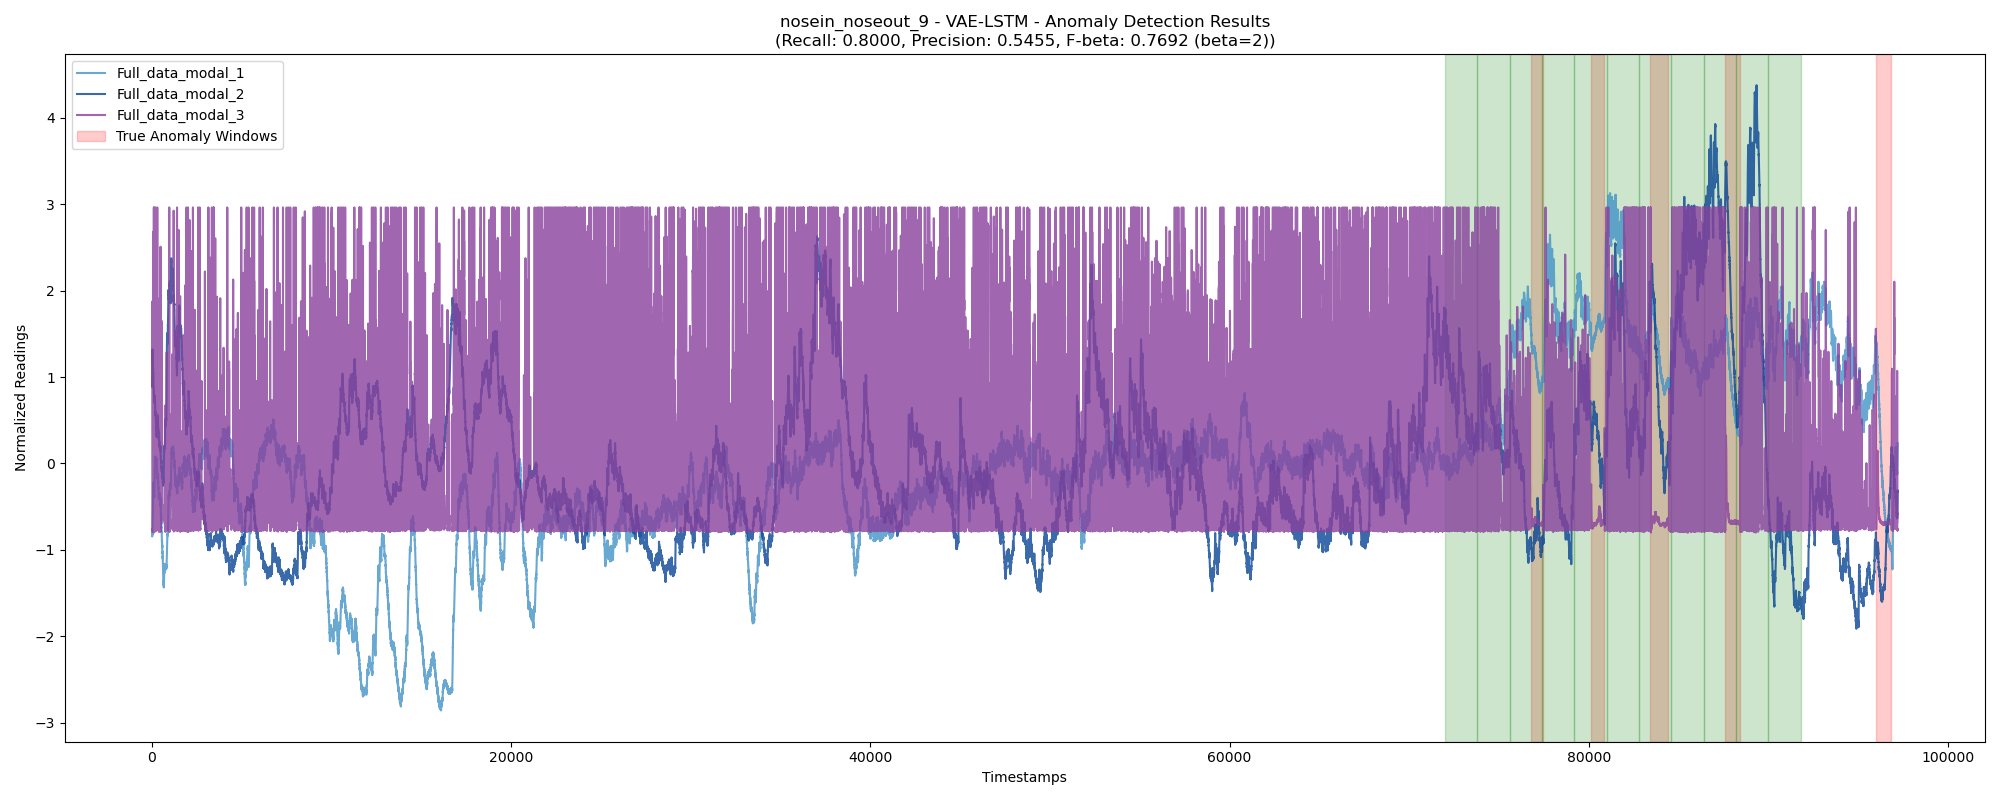 nosein_noseout_9 - VAE-LSTM - Anomaly Detection Results
(Recall: 0.8000, Precision: 0.5455, F-beta: 0.7692 (beta=2))
Full_data_modal_1
Full_data_modal_2
Full_data_modal_3
True Anomaly Windows
Normalized Readings
4
3
2
1
0
−1
−2
−3
0
20000
40000
60000
80000
100000
Timestamps